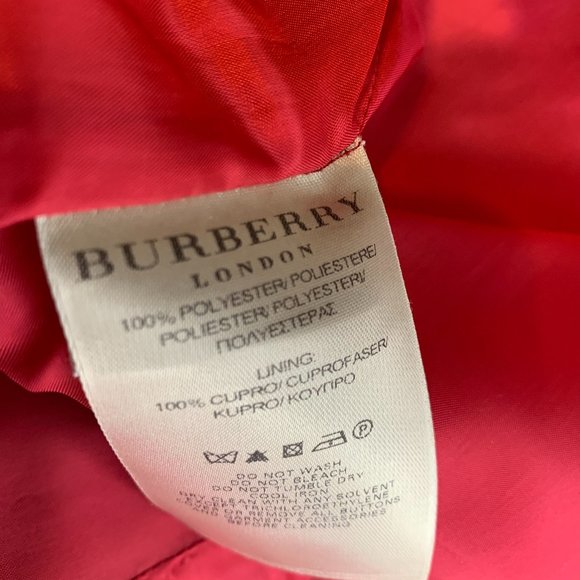 BURBERRY
LONDON
100% POLYESTER/ POLIESTERE/
POLIESTER/ POLYESTER/
ΠΟΛΥΕΣΤΕΡΑΣ
LINING:
100% CUPRO/ CUPROFASER/
KUPRO/ ΚΟΥΠΡΟ
P
DO NOT WASH
DO NOT BLEACH
DO NOT TUMBLE DRY
COOL IRON
DRY CLEAN WITH ANY SOLVENT
EXCEPT TRICHLOROETHYLENE
COVER OR REMOVE ALL BUTTONS
AND GARMENT ACCESSORIES
BEFORE CLEANING